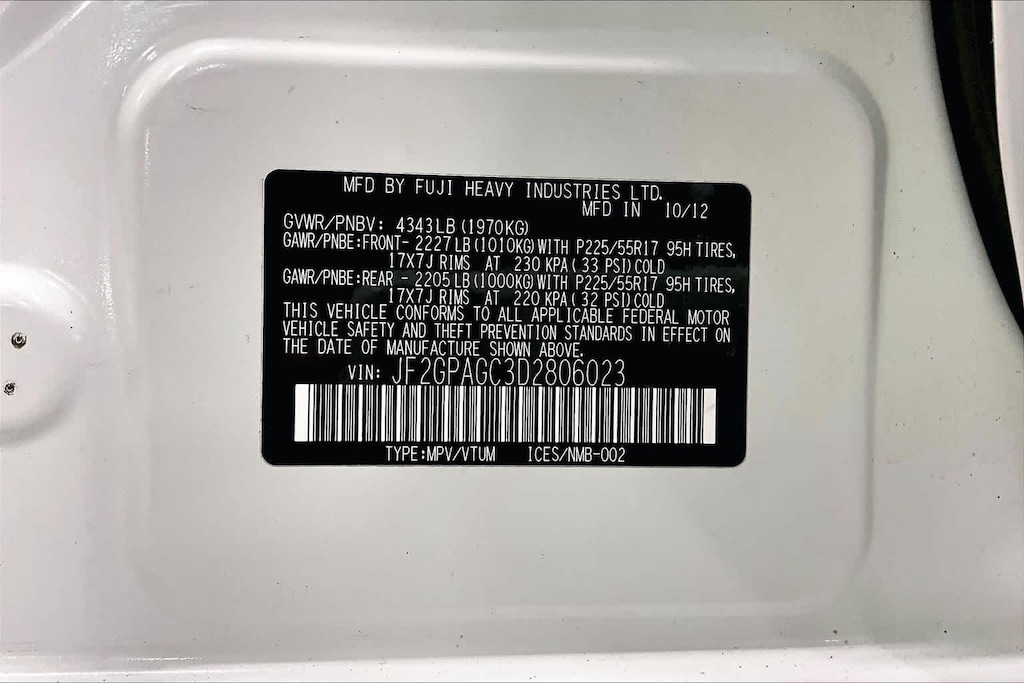 MFD BY FUJI HEAVY INDUSTRIES LTD.
MFD IN 10/12
GVWR/PNBV: 4343LB(1970KG)
GAWR/PNBE:FRONT- 2227LB(1010KG)WITH P225/55R17 95H TIRES,
17X7J RIMS AT 230 KPA(33 PSI)COLD
GAWR/PNBE:REAR - 2205LB(1000KG)WITH P225/55R17 95H TIRES,
17X7J RIMS AT 220 KPA(32 PSI)COLD
THIS VEHICLE CONFORMS TO ALL APPLICABLE FEDERAL MOTOR
VEHICLE SAFETY AND THEFT PREVENTION STANDARDS IN EFFECT ON
THE DATE OF MANUFACTURE SHOWN ABOVE.
VIN: JF2GPAGC3D2806023
TYPE:MPV/VTUM ICES/NMB-002